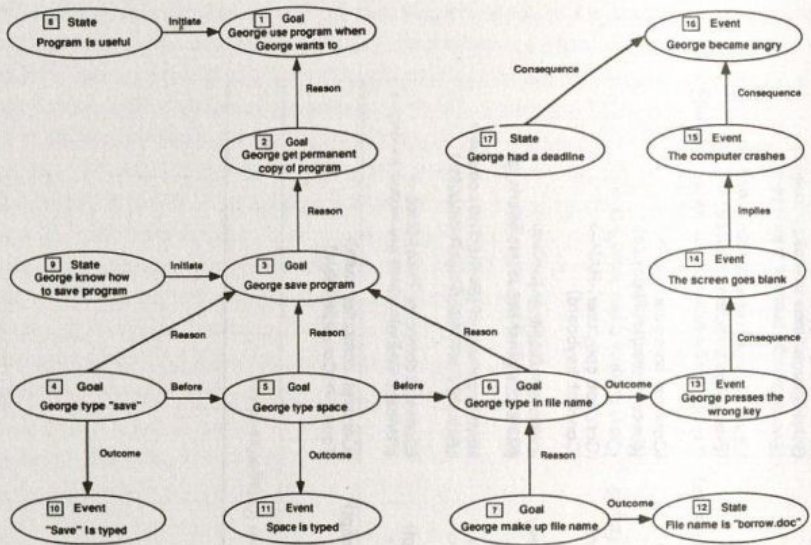 8 State
Program is useful
Initiate
1 Goal
George use program when
George wants to
16 Event
George became angry
Consequence
Reason
Consequence
2 Goal
George get permanent
copy of program
17 State
George had a deadline
15 Event
The computer crashes
Reason
Implies
9 State
George know how
to save program
Initiate
3 Goal
George save program
14 Event
The screen goes blank
Reason
Reason
Reason
Consequence
4 Goal
George type "save"
Before
5 Goal
George type space
Before
6 Goal
George type in file name
Outcome
13 Event
George presses the
wrong key
Outcome
Outcome
Reason
10 Event
"Save" is typed
11 Event
Space is typed
7 Goal
George make up file name
Outcome
12 State
File name is "borrow.doc"